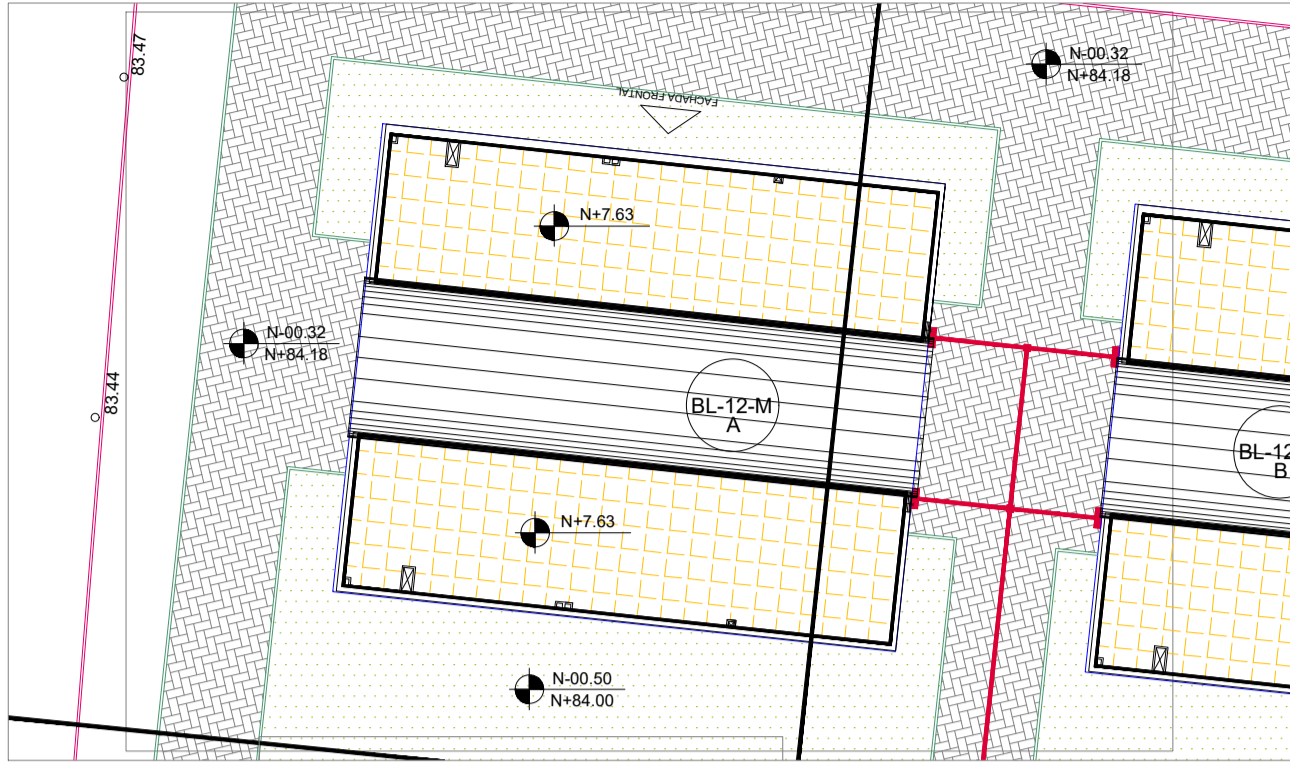 83.47
N-00.32
N+84.18
FACHADA FRONTAL
N+7.63
N-00.32
N+84.18
83.44
BL-12-M
A
BL-12
B
N+7.63
N-00.50
N+84.00